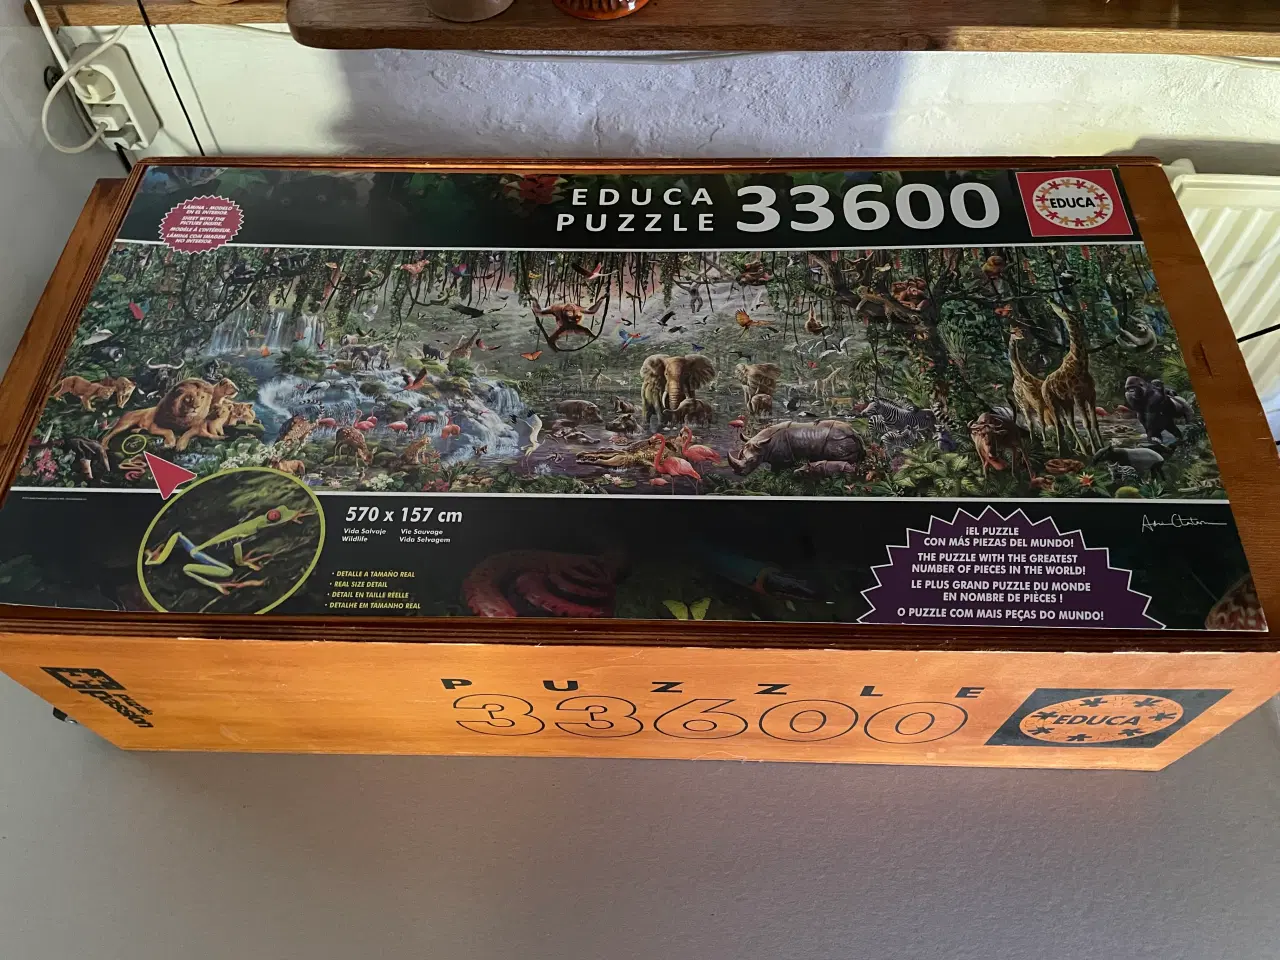 EDUCA
PUZZLE
33600
EDUCA
LÁMINA - MODELO
EN EL INTERIOR.
SHEET WITH THE
PICTURE INSIDE.
MODÈLE À L'INTÉRIEUR.
LÂMINA COM IMAGEM
NO INTERIOR.
570 x 157 cm
Vida Salvaje Vie Sauvage
Wildlife Vida Selvagem
• DETALLE A TAMAÑO REAL
• REAL SIZE DETAIL
• DETAIL EN TAILLE RÉELLE
• DETALHE EM TAMANHO REAL
¡EL PUZZLE
CON MÁS PIEZAS DEL MUNDO!
THE PUZZLE WITH THE GREATEST
NUMBER OF PIECES IN THE WORLD!
LE PLUS GRAND PUZZLE DU MONDE
EN NOMBRE DE PIÈCES !
O PUZZLE COM MAIS PEÇAS DO MUNDO!
PUZZLE
33600
EDUCA